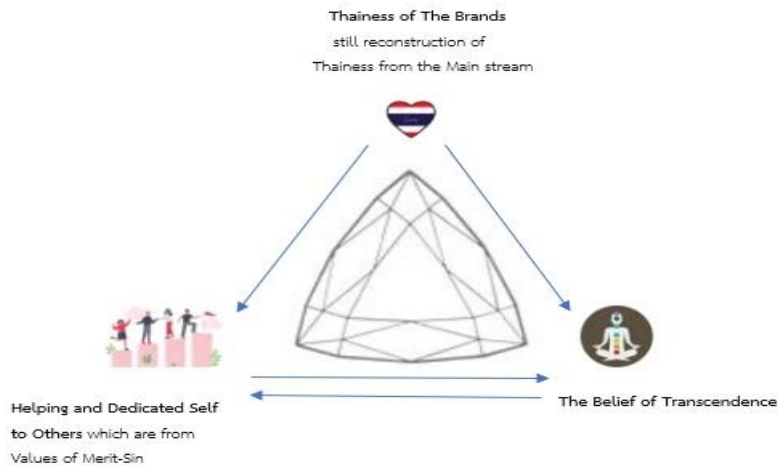 Thainess of The Brands
still reconstruction of
Thainess from the Main stream
Helping and Dedicated Self
to Others which are from
Values of Merit-Sin
The Belief of Transcendence